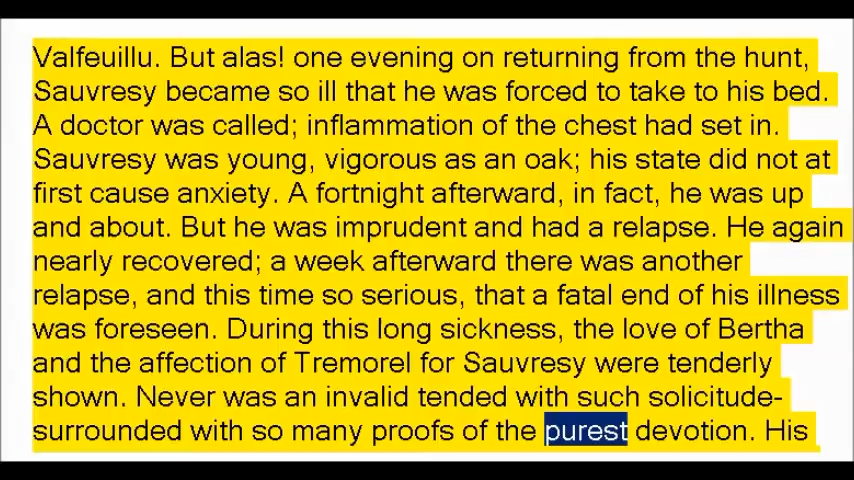 Valfeuillu. But alas! one evening on returning from the hunt,
Sauvresy became so ill that he was forced to take to his bed.
A doctor was called; inflammation of the chest had set in.
Sauvresy was young, vigorous as an oak; his state did not at
first cause anxiety. A fortnight afterward, in fact, he was up
and about. But he was imprudent and had a relapse. He again
nearly recovered; a week afterward there was another
relapse, and this time so serious, that a fatal end of his illness
was foreseen. During this long sickness, the love of Bertha
and the affection of Tremorel for Sauvresy were tenderly
shown. Never was an invalid tended with such solicitude-
surrounded with so many proofs of the purest devotion. His